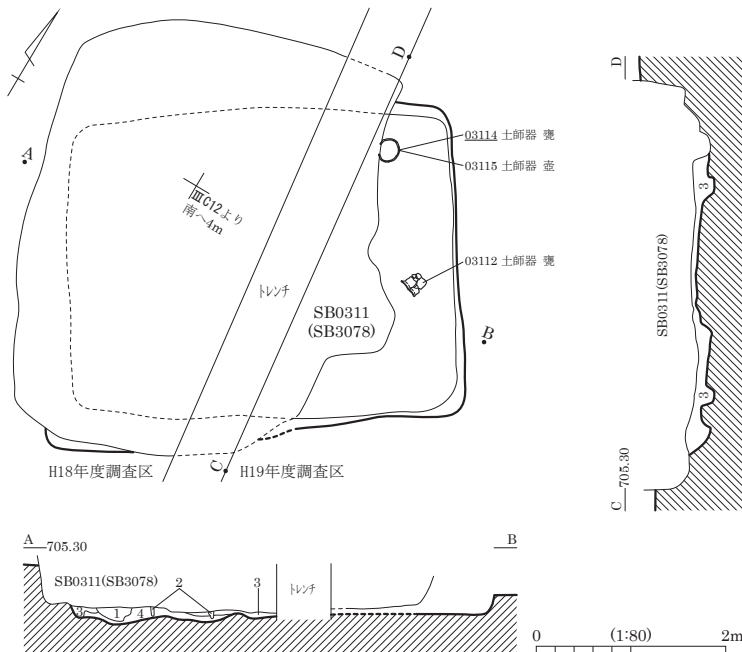 D
A
03114 土師器 甕
03115 土師器 壺
ⅢC12より
南へ4m
03112 土師器 甕
トレンチ
SB0311
(SB3078)
B
C
H18年度調査区
H19年度調査区
D
3
SB0311(SB3078)
3
C
705.30
A
705.30
B
SB0311(SB3078)
2
3
トレンチ
3
1
4
0
(1:80)
2m